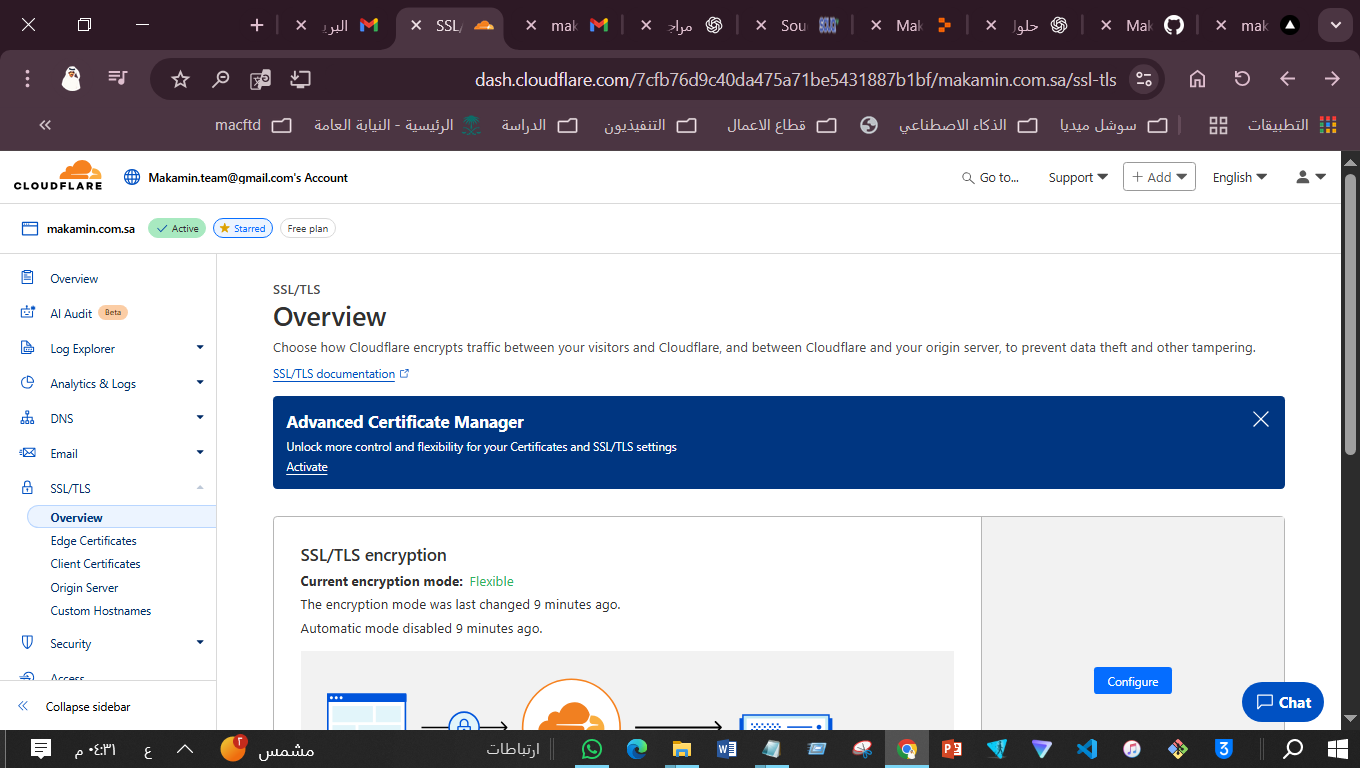 البريـ
SSL/
mak
مراج
Sou
Mak
حلول
Mak
mak
dash.cloudflare.com/7cfb76d9c40da475a71be5431887b1bf/makamin.com.sa/ssl-tls
التطبيقات
سوشل ميديا
الذكاء الاصطناعي
قطاع الاعمال
التنفيذيون
الدراسة
الرئيسية - النيابة العامة
macftd
CLOUDFLARE
Makamin.team@gmail.com's Account
Go to...
Support
+ Add
English
makamin.com.sa
Active
Starred
Free plan
Overview
AI Audit Beta
Log Explorer
Analytics & Logs
DNS
Email
SSL/TLS
Overview
Edge Certificates
Client Certificates
Origin Server
Custom Hostnames
Security
Access
Collapse sidebar
SSL/TLS
Overview
Choose how Cloudflare encrypts traffic between your visitors and Cloudflare, and between Cloudflare and your origin server, to prevent data theft and other tampering.
SSL/TLS documentation
Advanced Certificate Manager
Unlock more control and flexibility for your Certificates and SSL/TLS settings
Activate
SSL/TLS encryption
Current encryption mode: Flexible
The encryption mode was last changed 9 minutes ago.
Automatic mode disabled 9 minutes ago.
Configure
Chat
٠٤:٣١ م
ع
٢
مشمس
ارتباطات